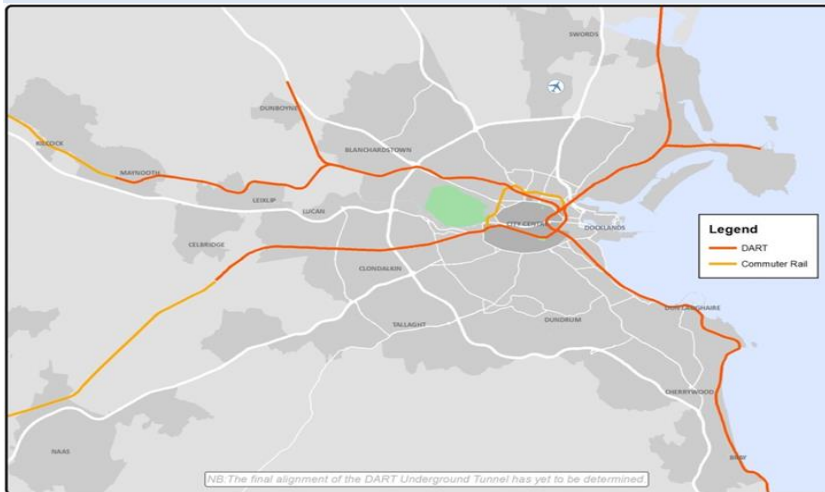 SWORDS
DUNBOYNE
KILCOCK
BLANCHARDSTOWN
MAYNOOTH
LEIXLIP
LUCAN
CITY CENTRE
DOCKLANDS
CELBRIDGE
CLONDALKIN
TALLAGHT
DUNDRUM
DUN LAOGHAIRE
CHERRYWOOD
NAAS
BRAY
Legend
DART
Commuter Rail
NB:The final alignment of the DART Underground Tunnel has yet to be determined